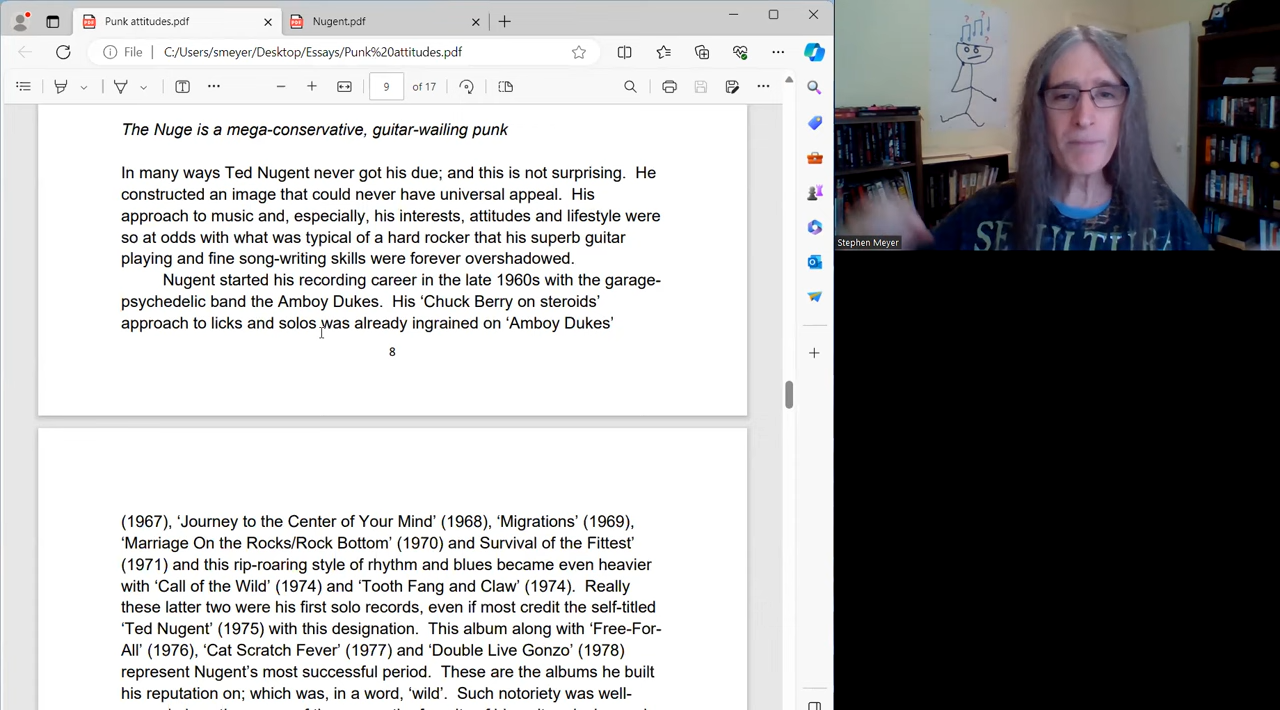 Punk attitudes.pdf
Nugent.pdf
File
C:/Users/smeyer/Desktop/Essays/Punk%20attitudes.pdf
9 of 17
The Nuge is a mega-conservative, guitar-wailing punk
In many ways Ted Nugent never got his due; and this is not surprising. He
constructed an image that could never have universal appeal. His
approach to music and, especially, his interests, attitudes and lifestyle were
so at odds with what was typical of a hard rocker that his superb guitar
playing and fine song-writing skills were forever overshadowed.
Nugent started his recording career in the late 1960s with the garage-
psychedelic band the Amboy Dukes. His ‘Chuck Berry on steroids’
approach to licks and solos was already ingrained on ‘Amboy Dukes’
8
(1967), ‘Journey to the Center of Your Mind’ (1968), ‘Migrations’ (1969),
‘Marriage On the Rocks/Rock Bottom’ (1970) and Survival of the Fittest’
(1971) and this rip-roaring style of rhythm and blues became even heavier
with ‘Call of the Wild’ (1974) and ‘Tooth Fang and Claw’ (1974). Really
these latter two were his first solo records, even if most credit the self-titled
‘Ted Nugent’ (1975) with this designation. This album along with ‘Free-For-
All’ (1976), ‘Cat Scratch Fever’ (1977) and ‘Double Live Gonzo’ (1978)
represent Nugent’s most successful period. These are the albums he built
his reputation on; which was, in a word, ‘wild’. Such notoriety was well-
Stephen Meyer
SEPULTURA